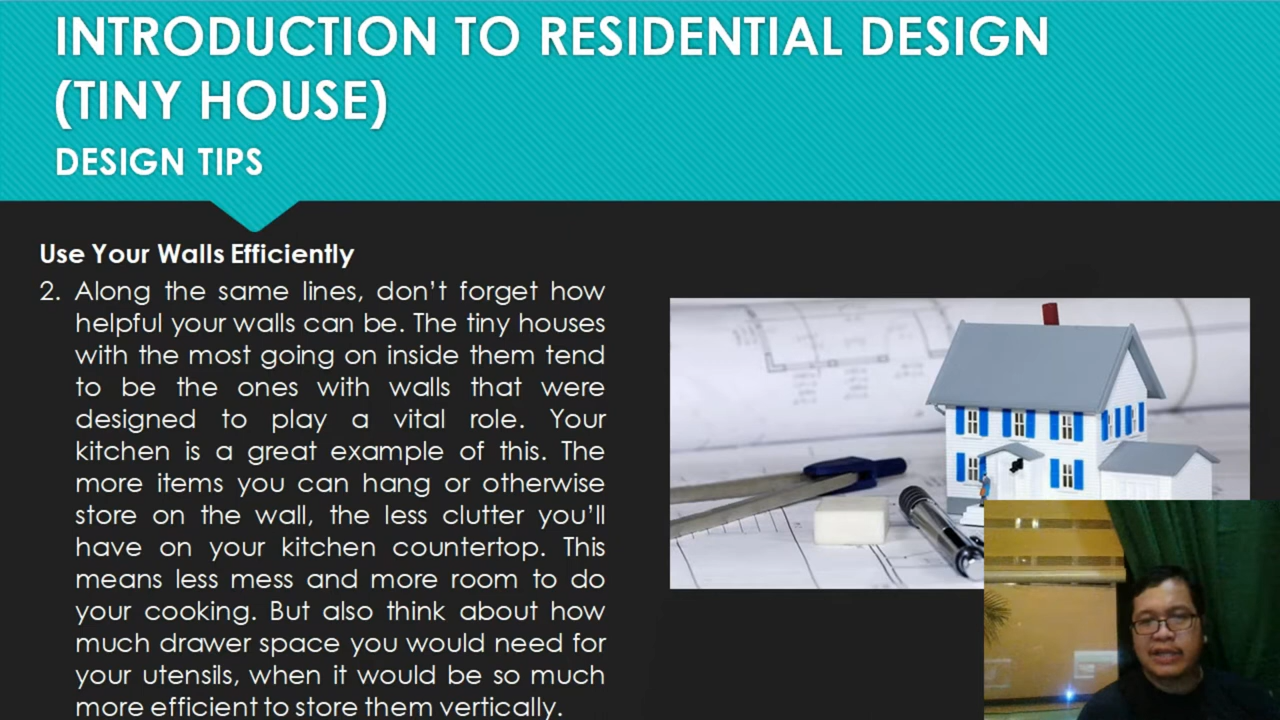 INTRODUCTION TO RESIDENTIAL DESIGN
(TINY HOUSE)
DESIGN TIPS
Use Your Walls Efficiently
2. Along the same lines, don’t forget how
helpful your walls can be. The tiny houses
with the most going on inside them tend
to be the ones with walls that were
designed to play a vital role. Your
kitchen is a great example of this. The
more items you can hang or otherwise
store on the wall, the less clutter you’ll
have on your kitchen countertop. This
means less mess and more room to do
your cooking. But also think about how
much drawer space you would need for
your utensils, when it would be so much
more efficient to store them vertically.